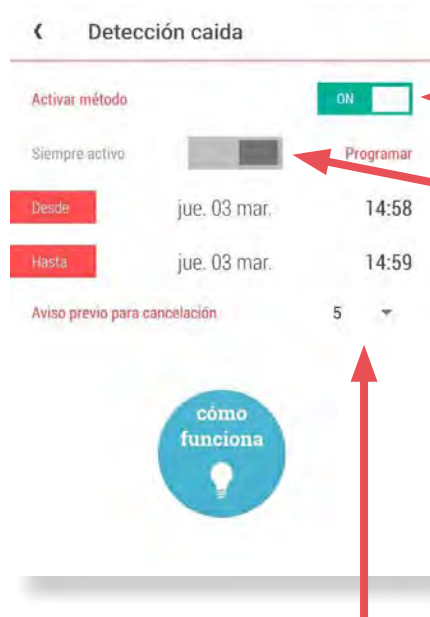 Detección caida
Activar método ON
Siempre activo Programar
Desde jue. 03 mar. 14:58
Hasta jue. 03 mar. 14:59
Aviso previo para cancelación 5
cómo
funciona